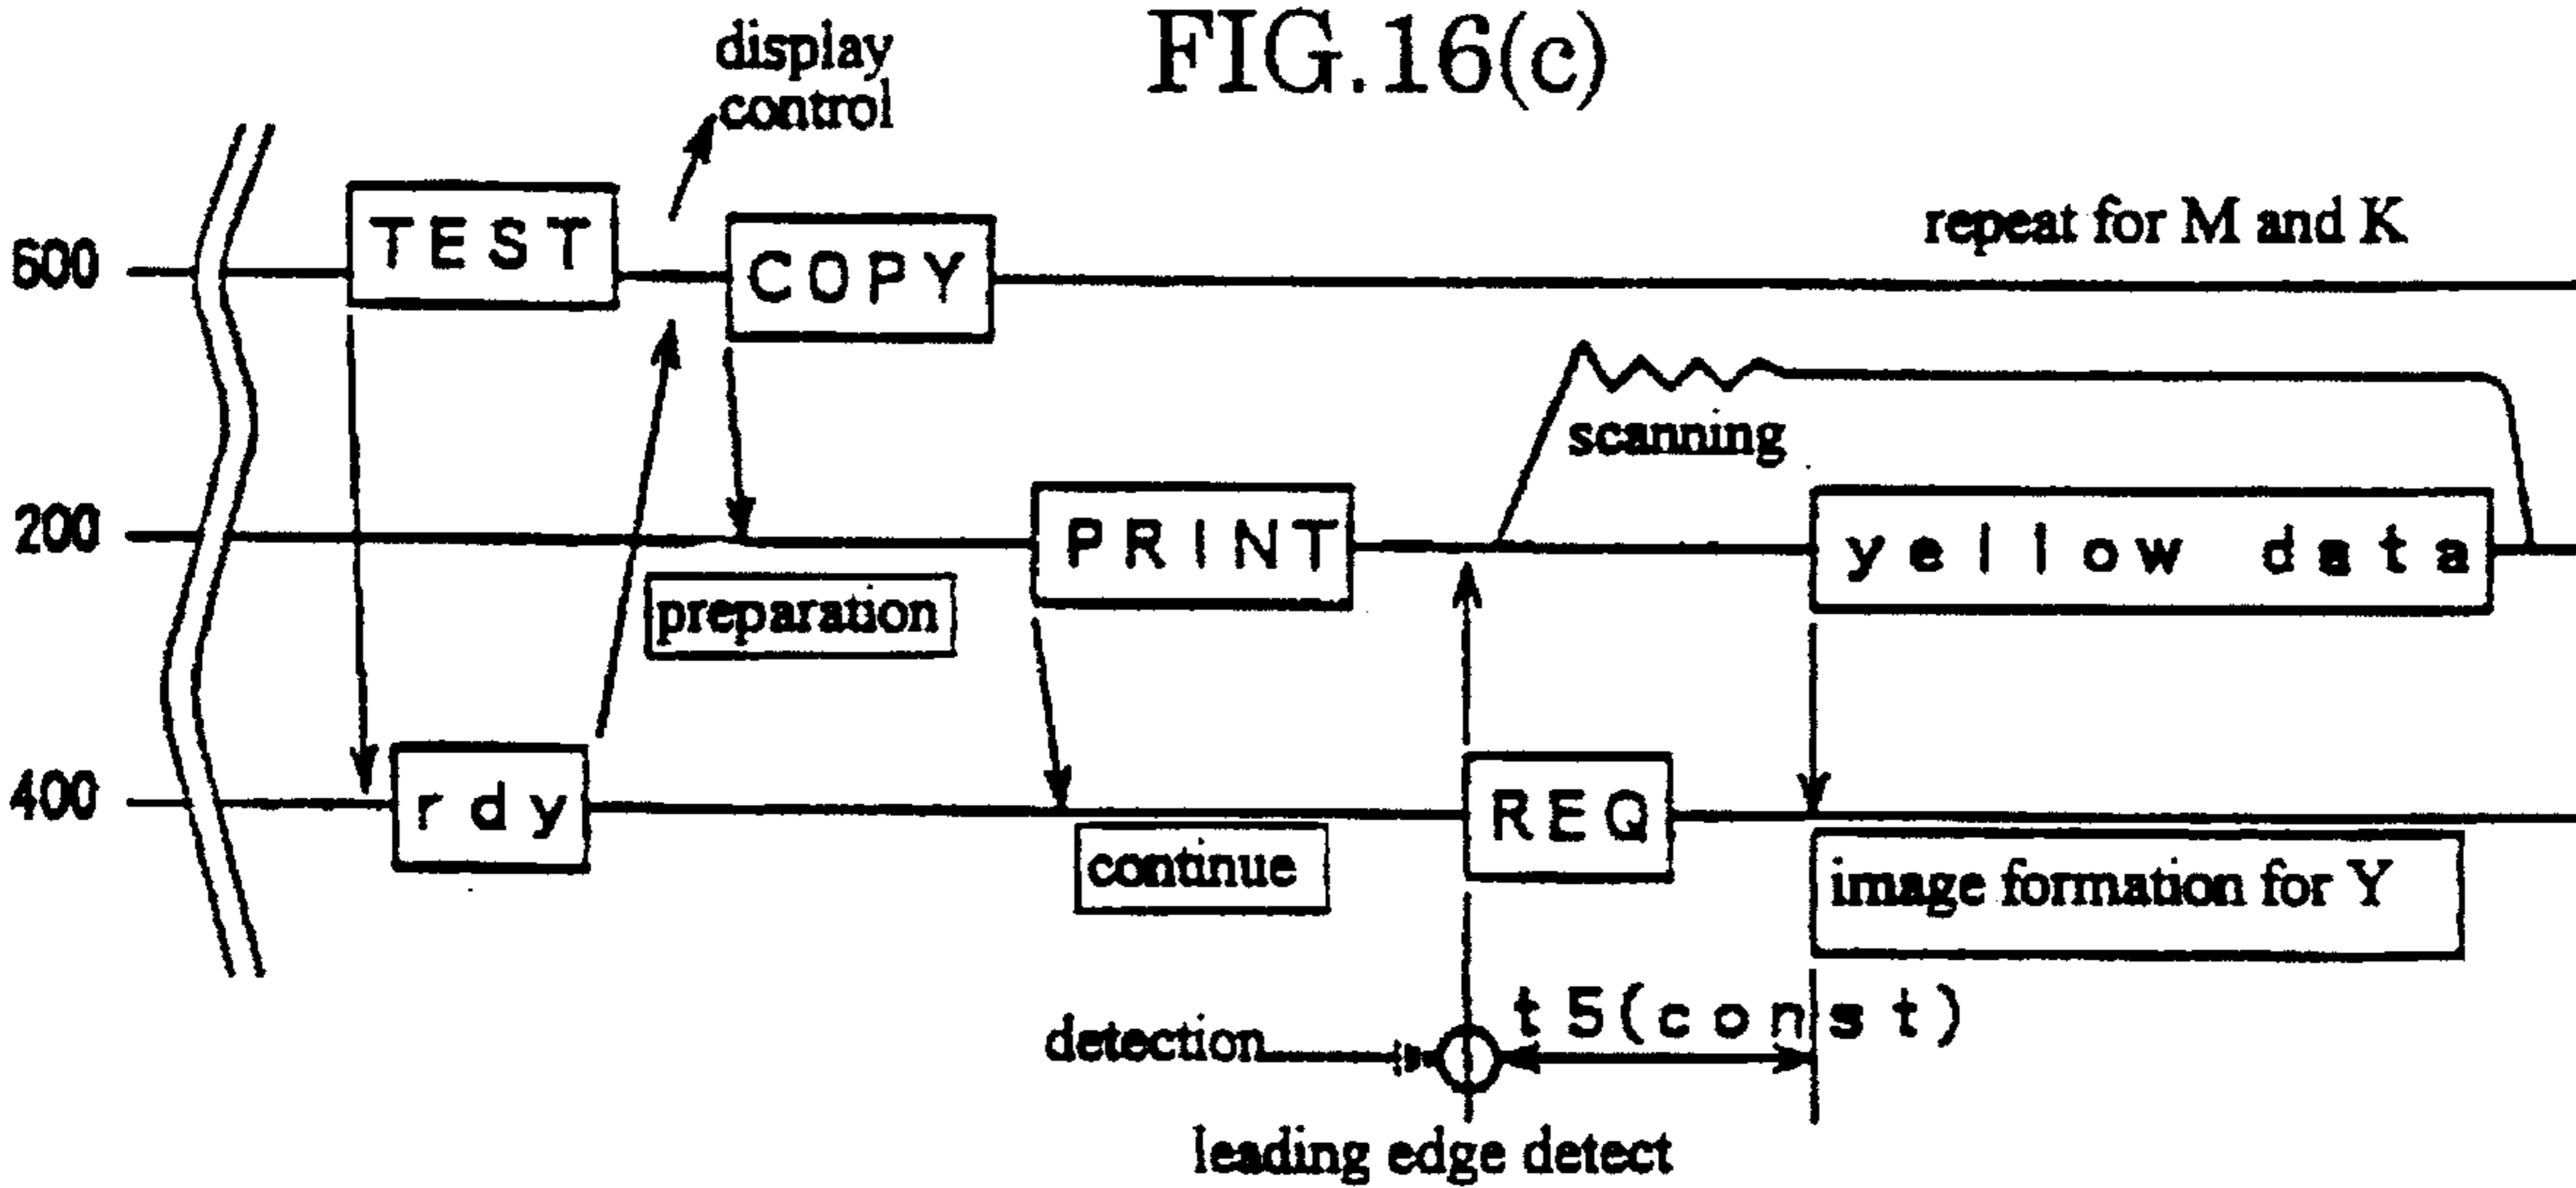 FIG.16(c)
display
control
TEST
COPY
repeat for M and K
600
scanning
200
PRINT
yellow data
preparation
400
rdy
REQ
continue
image formation for Y
t5(const)
detection
leading edge detect